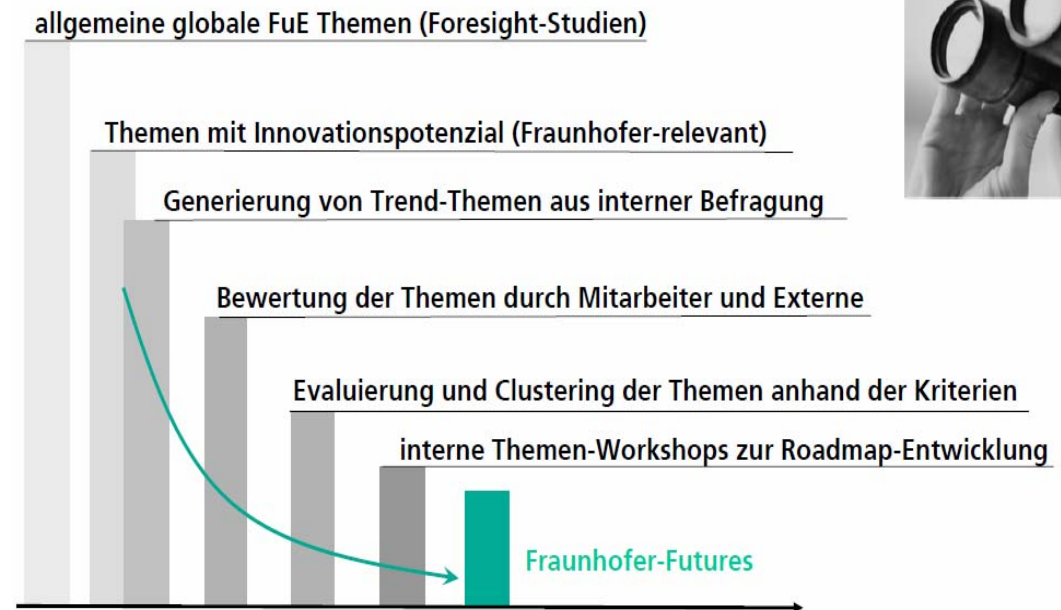 allgemeine globale FuE Themen (Foresight-Studien)
Themen mit Innovationspotenzial (Fraunhofer-relevant)
Generierung von Trend-Themen aus interner Befragung
Bewertung der Themen durch Mitarbeiter und Externe
Evaluierung und Clustering der Themen anhand der Kriterien
interne Themen-Workshops zur Roadmap-Entwicklung
Fraunhofer-Futures